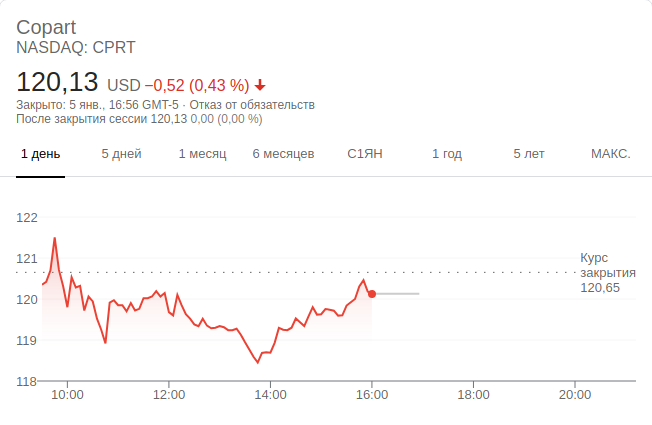 Copart
NASDAQ: CPRT
120,13 USD −0,52 (0,43 %)
Закрыто: 5 янв., 16:56 GMT-5 · Отказ от обязательств
После закрытия сессии 120,13 0,00 (0,00 %)
1 день 5 дней 1 месяц 6 месяцев С1ЯН 1 год 5 лет МАКС.
122
121
120
119
118
Курс
закрытия
120,65
10:00 12:00 14:00 16:00 18:00 20:00